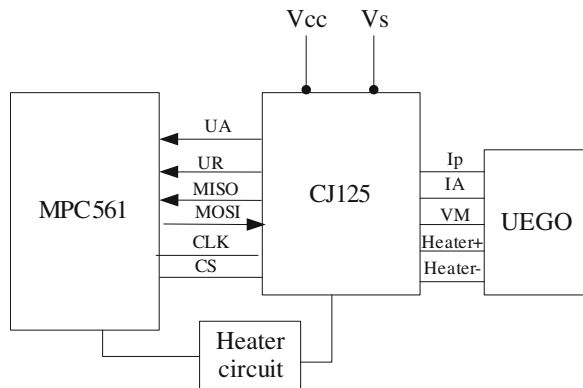 Vcc
Vs
UA
UR
MISO
MOSI
CLK
CS
MPC561
CJ125
Ip
IA
VM
Heater+
Heater-
UEGO
Heater
circuit